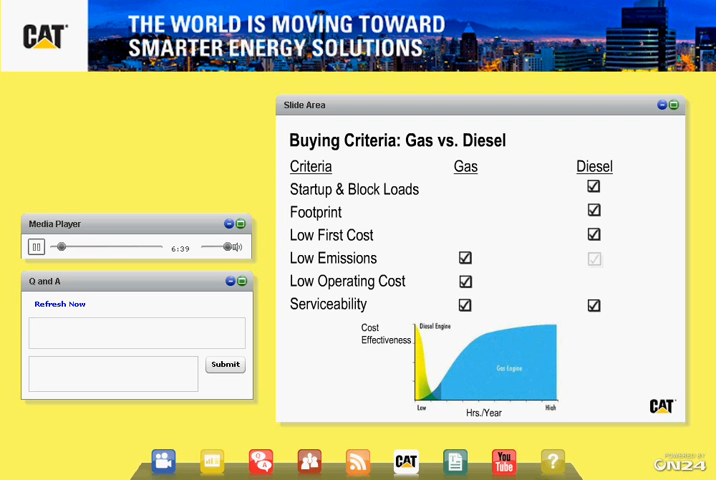 CAT
THE WORLD IS MOVING TOWARD
SMARTER ENERGY SOLUTIONS
Slide Area
Buying Criteria: Gas vs. Diesel
Criteria Gas Diesel
Startup & Block Loads
Footprint
Low First Cost
Low Emissions
Low Operating Cost
Serviceability
Cost
Effectiveness
Diesel Engine
Gas Engine
Low High
Hrs./Year
CAT
Media Player
6:39
Q and A
Refresh Now
Submit
Q A
CAT
You
Tube
?
POWERED BY
ON24